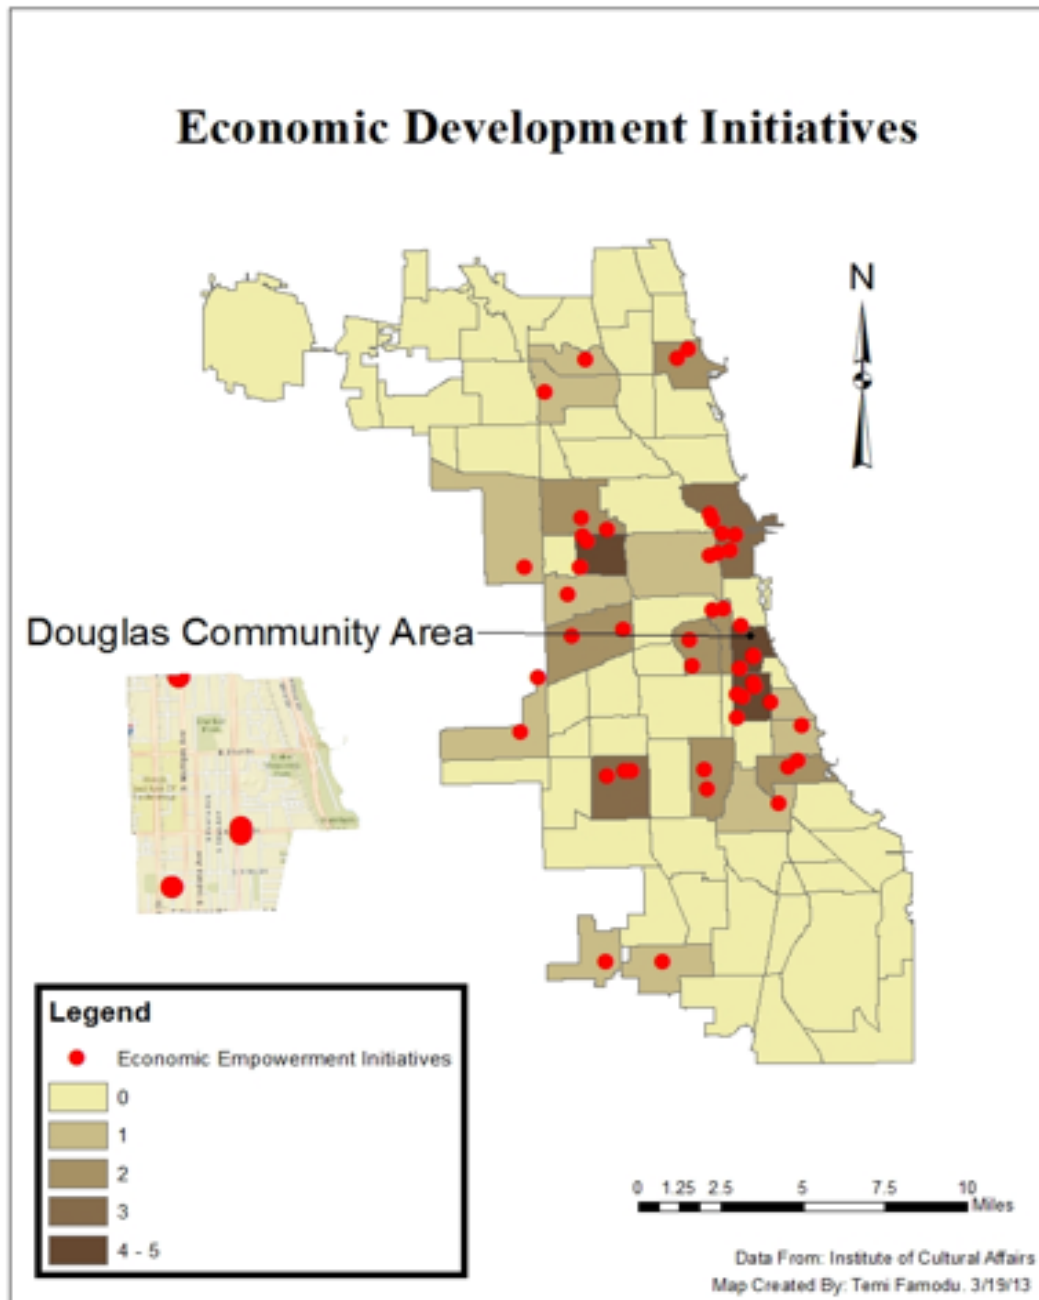 Economic Development Initiatives
N
Douglas Community Area
Legend
Economic Empowerment Initiatives
0
1
2
3
4 - 5
0 1.25 2.5 5 7.5 10
Miles
Data From: Institute of Cultural Affairs
Map Created By: Temi Famodu. 3/19/13